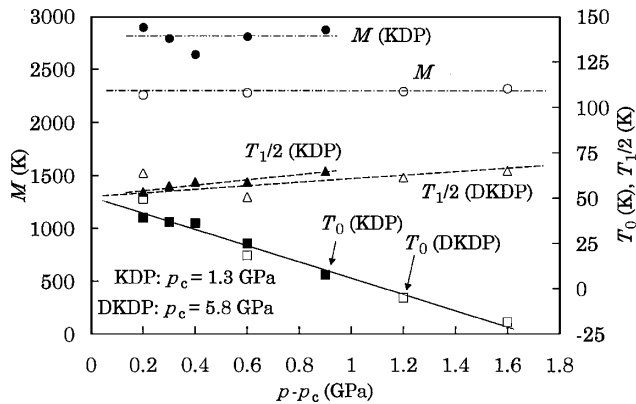 3000
2500
2000
1500
1000
500
0
M (K)
150
125
100
75
50
25
0
-25
T0 (K), T1/2 (K)
M (KDP)
M
T1/2 (KDP)
T1/2 (DKDP)
T0 (KDP)
T0 (DKDP)
KDP: pc = 1.3 GPa
DKDP: pc = 5.8 GPa
0 0.2 0.4 0.6 0.8 1 1.2 1.4 1.6 1.8
p-pc (GPa)